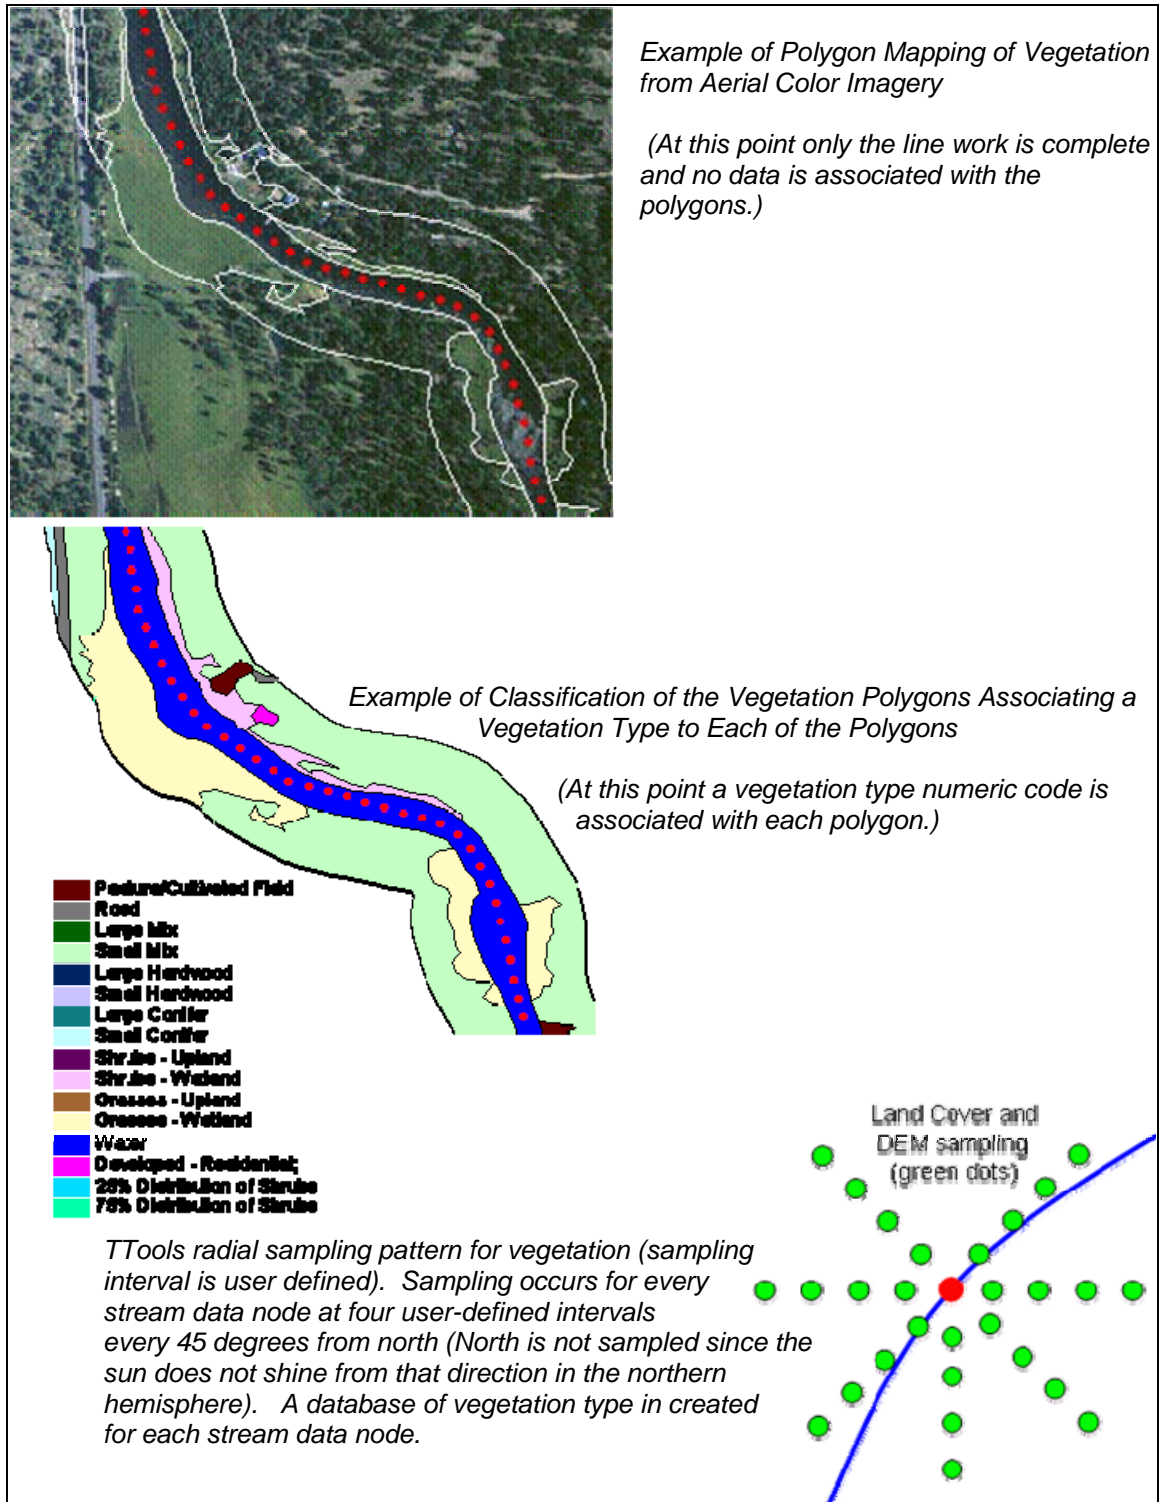 Example of Polygon Mapping of Vegetation
from Aerial Color Imagery
(At this point only the line work is complete
and no data is associated with the
polygons.)
Example of Classification of the Vegetation Polygons Associating a
Vegetation Type to Each of the Polygons
(At this point a vegetation type numeric code is
associated with each polygon.)
Pasture/Cultivated Field
Road
Large Mix
Small Mix
Large Hardwood
Small Hardwood
Large Conifer
Small Conifer
Shrubs - Upland
Shrubs - Wetland
Grasses - Upland
Grasses - Wetland
Water
Developed - Residential
25% Distribution of Shrubs
75% Distribution of Shrubs
Land Cover and
DEM sampling
(green dots)
TTools radial sampling pattern for vegetation (sampling
interval is user defined).  Sampling occurs for every
stream data node at four user-defined intervals
every 45 degrees from north (North is not sampled since the
sun does not shine from that direction in the northern
hemisphere).   A database of vegetation type in created
for each stream data node.